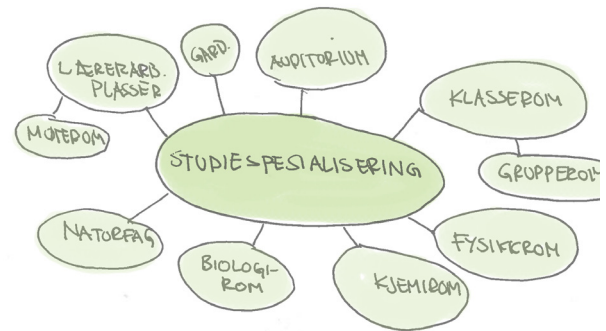 LÆRERARB.
PLASSER
GARD.
AUDITORIUM
KLASSEROM
MØTEROM
STUDIESPESIALISERING
GRUPPEROM
NATURFAG
BIOLOGI-
ROM
KJEMIROM
FYSIKKROM